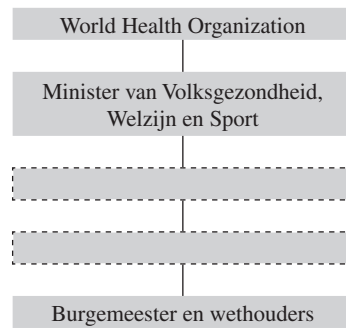 World Health Organization
Minister van Volksgezondheid,
Welzijn en Sport
Burgemeester en wethouders